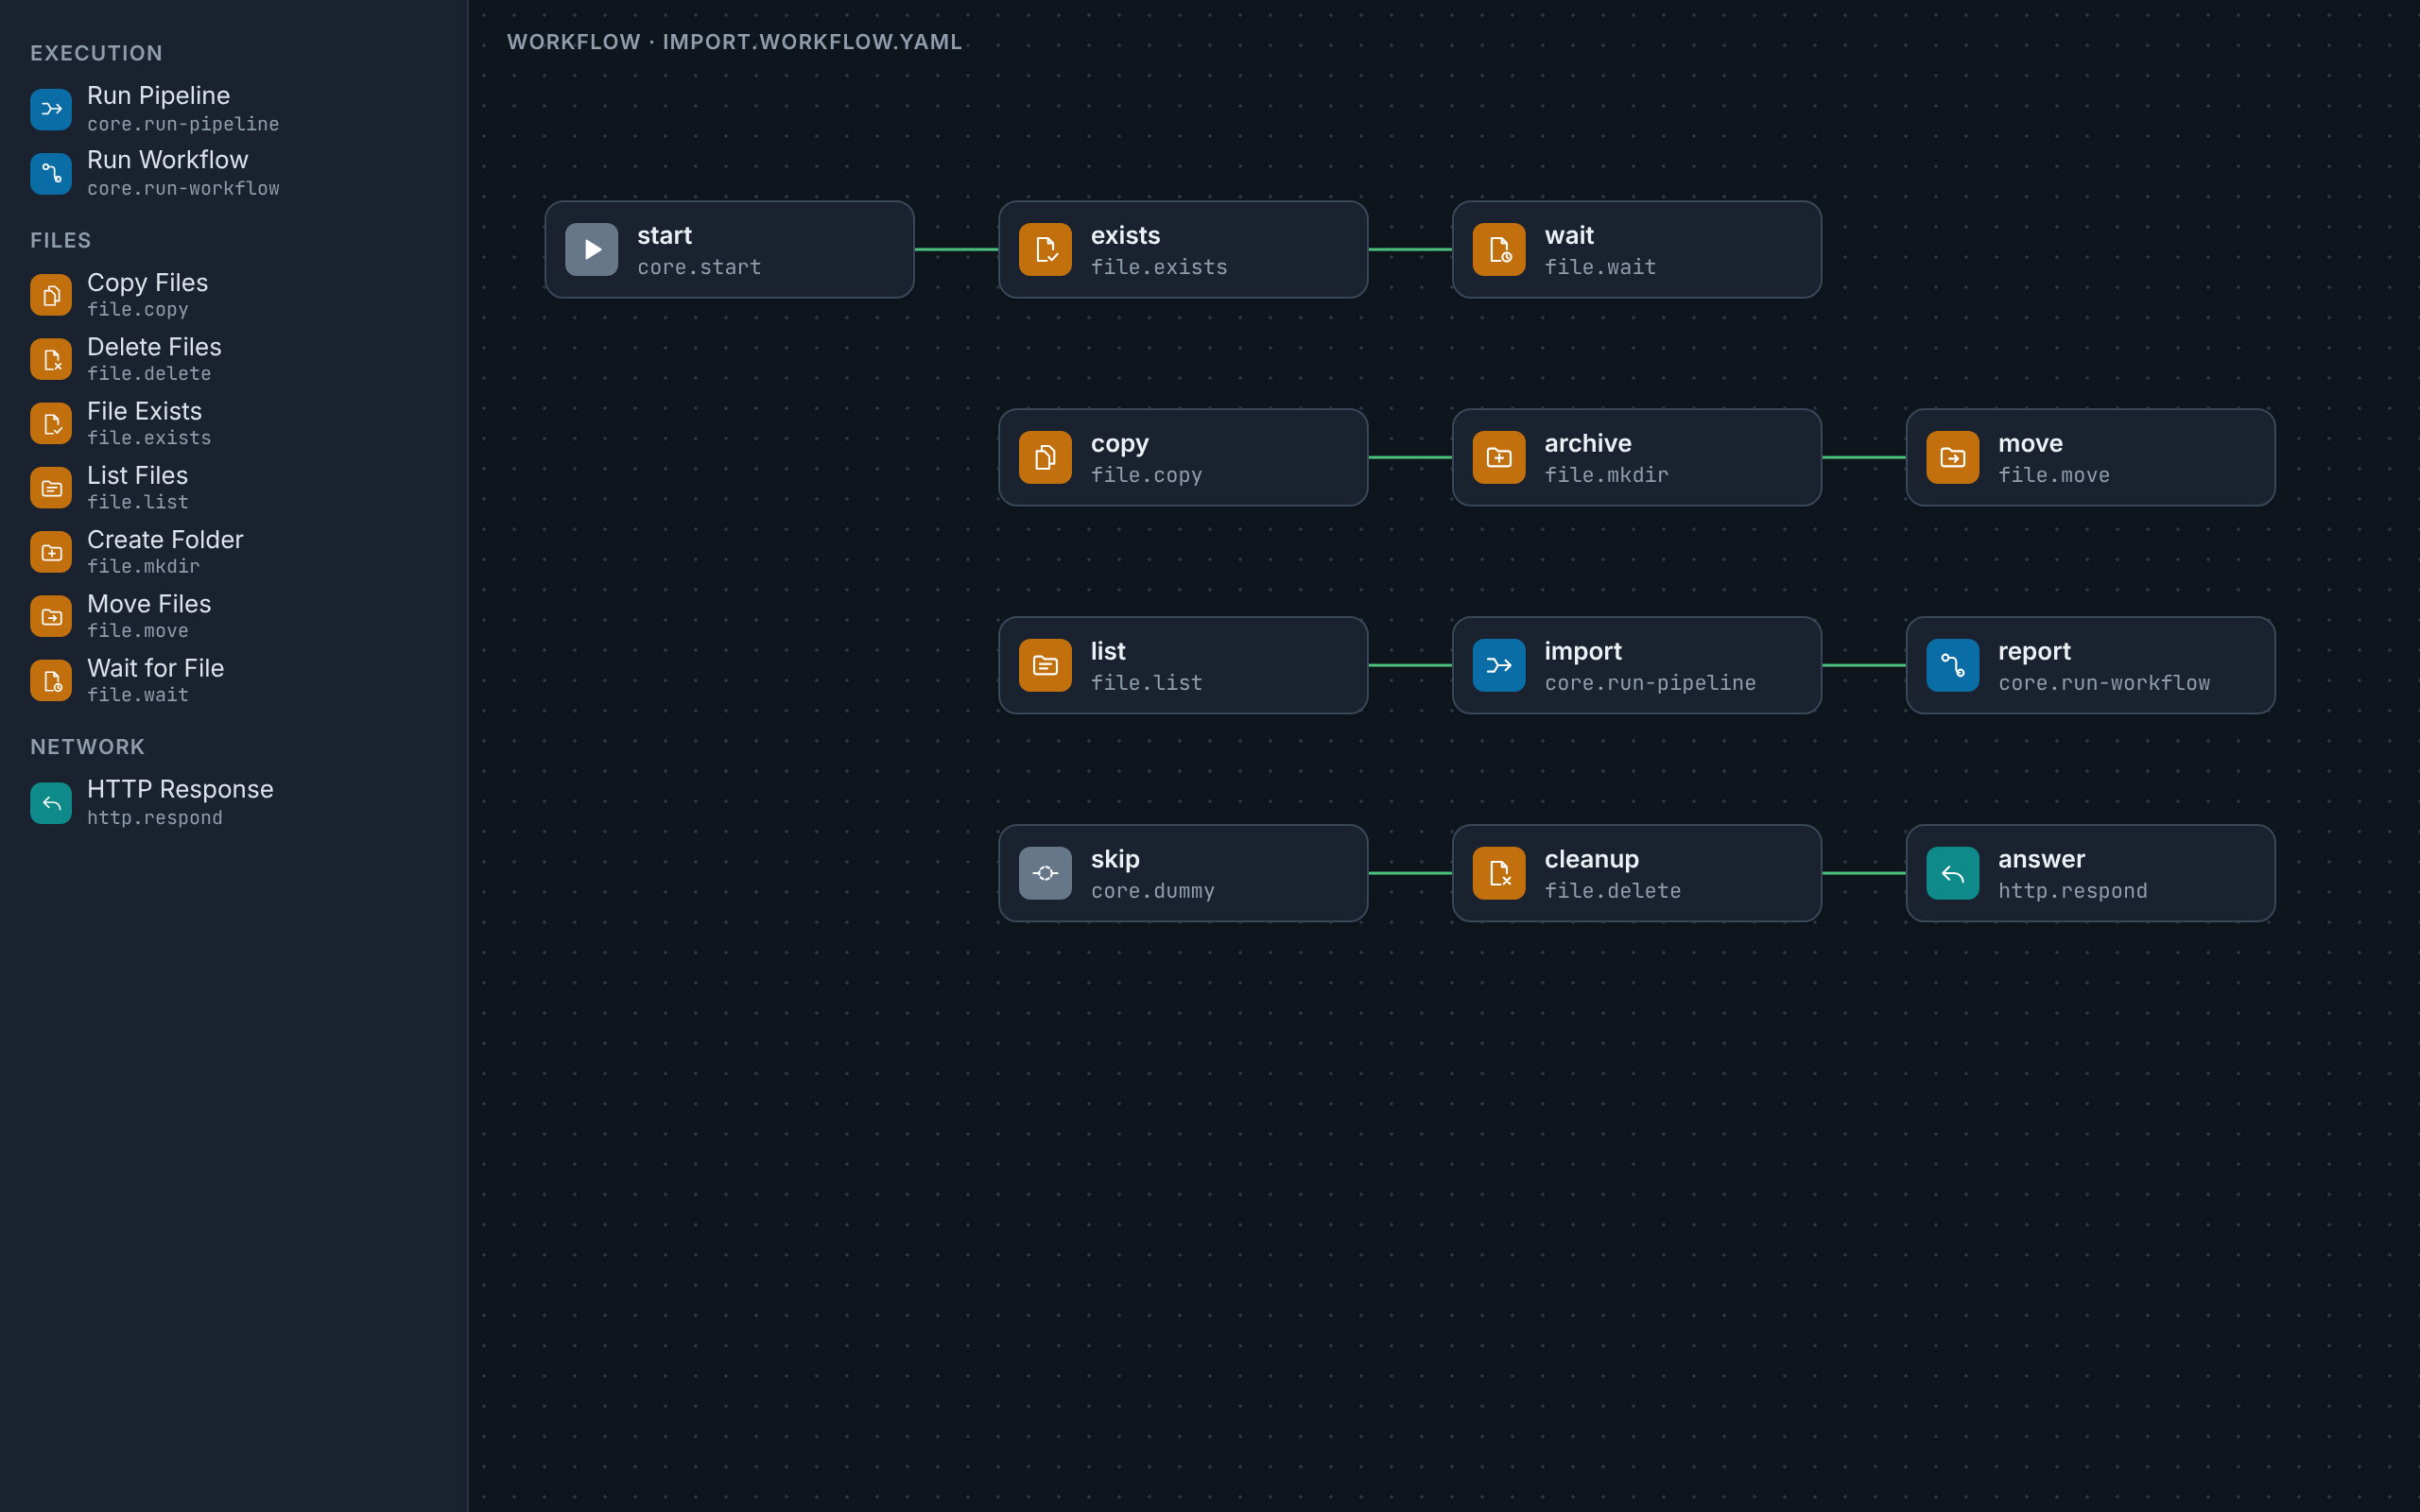 EXECUTION
Run Pipeline
core.run-pipeline
Run Workflow
core.run-workflow
FILES
Copy Files
file.copy
Delete Files
file.delete
File Exists
file.exists
List Files
file.list
Create Folder
file.mkdir
Move Files
file.move
Wait for File
file.wait
NETWORK
HTTP Response
http.respond
WORKFLOW · IMPORT.WORKFLOW.YAML
start
core.start
exists
file.exists
wait
file.wait
copy
file.copy
archive
file.mkdir
move
file.move
list
file.list
import
core.run-pipeline
report
core.run-workflow
skip
core.dummy
cleanup
file.delete
answer
http.respond